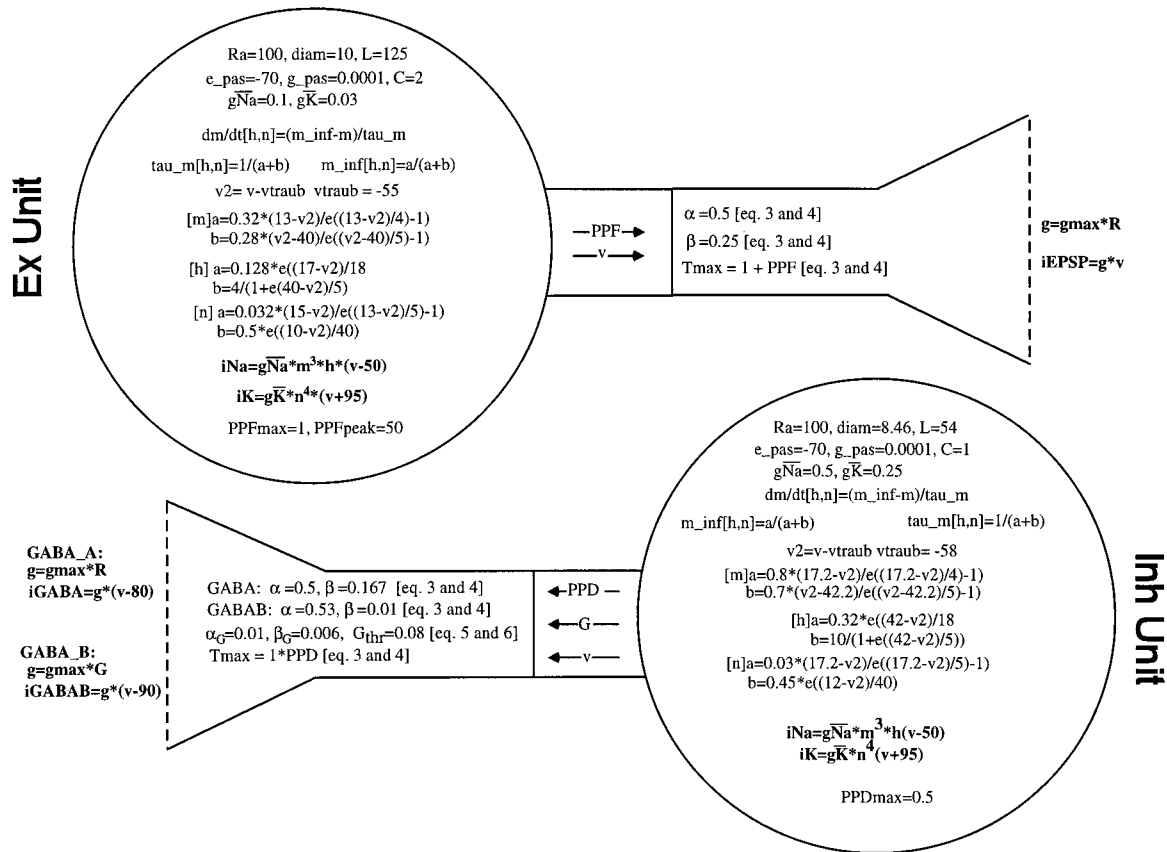 Ex Unit
Ra=100, diam=10, L=125
e_pas=-70, g_pas=0.0001, C=2
gN̅a̅=0.1, gK̅=0.03
dm/dt[h,n]=(m_inf-m)/tau_m
tau_m[h,n]=1/(a+b) m_inf[h,n]=a/(a+b)
v2= v-vtraub vtraub = -55
[m]a=0.32*(13-v2)/e((13-v2)/4)-1)
b=0.28*(v2-40)/e((v2-40)/5)-1)
[h] a=0.128*e((17-v2)/18
b=4/(1+e(40-v2)/5)
[n] a=0.032*(15-v2)/e((13-v2)/5)-1)
b=0.5*e((10-v2)/40)
iNa=gN̅a̅*m³*h*(v-50)
iK=gK̅*n⁴*(v+95)
PPFmax=1, PPFpeak=50
PPF
v
α=0.5 [eq. 3 and 4]
β=0.25 [eq. 3 and 4]
Tmax = 1 + PPF [eq. 3 and 4]
g=gmax*R
iEPSP=g*v
GABA_A:
g=gmax*R
iGABA=g*(v-80)
GABA_B:
g=gmax*G
iGABAB=g*(v-90)
GABA: α=0.5, β=0.167 [eq. 3 and 4]
GABAB: α=0.53, β=0.01 [eq. 3 and 4]
α_G=0.01, β_G=0.006, G_thr=0.08 [eq. 5 and 6]
Tmax = 1*PPD [eq. 3 and 4]
PPD
G
v
Ra=100, diam=8.46, L=54
e_pas=-70, g_pas=0.0001, C=1
gN̅a̅=0.5, gK̅=0.25
dm/dt[h,n]=(m_inf-m)/tau_m
m_inf[h,n]=a/(a+b) tau_m[h,n]=1/(a+b)
v2=v-vtraub vtraub= -58
[m]a=0.8*(17.2-v2)/e((17.2-v2)/4)-1)
b=0.7*(v2-42.2)/e((v2-42.2)/5)-1)
[h]a=0.32*e((42-v2)/18
b=10/(1+e((42-v2)/5))
[n]a=0.03*(17.2-v2)/e((17.2-v2)/5)-1)
b=0.45*e((12-v2)/40)
iNa=gN̅a̅*m³*h(v-50)
iK=gK̅*n⁴(v+95)
PPDmax=0.5
Inh Unit